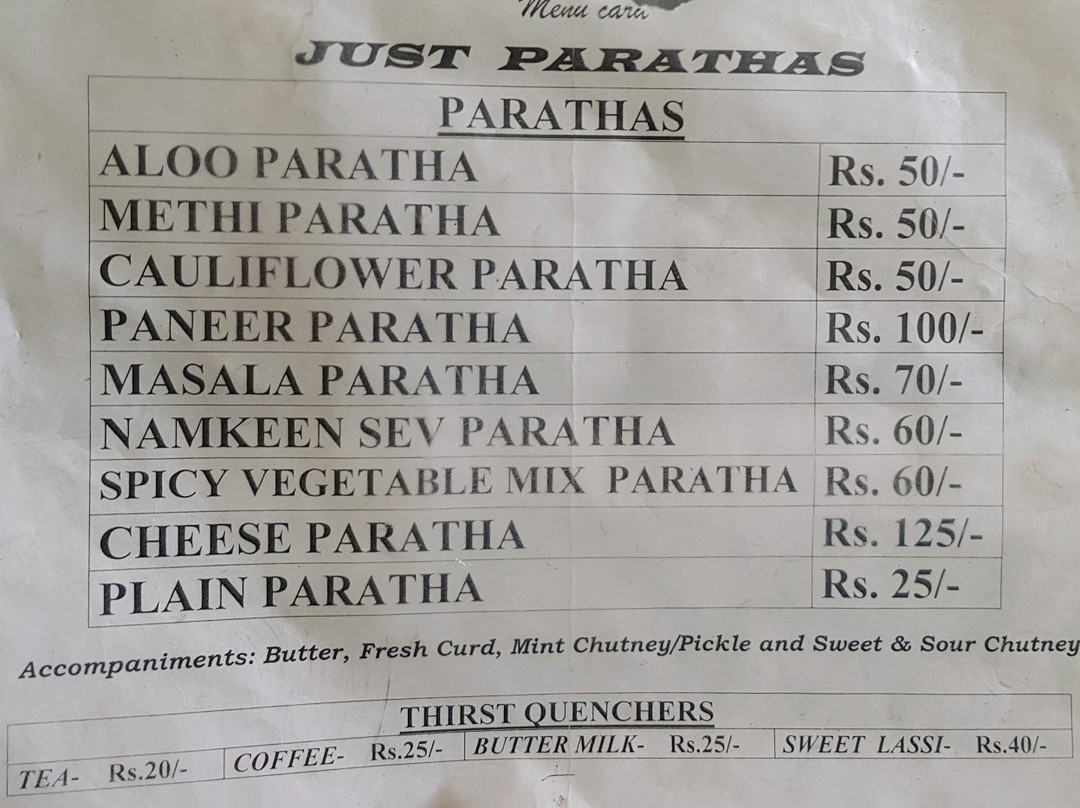 Menu card
JUST PARATHAS
PARATHAS
ALOO PARATHA Rs. 50/-
METHI PARATHA Rs. 50/-
CAULIFLOWER PARATHA Rs. 50/-
PANEER PARATHA Rs. 100/-
MASALA PARATHA Rs. 70/-
NAMKEEN SEV PARATHA Rs. 60/-
SPICY VEGETABLE MIX PARATHA Rs. 60/-
CHEESE PARATHA Rs. 125/-
PLAIN PARATHA Rs. 25/-
Accompaniments: Butter, Fresh Curd, Mint Chutney/Pickle and Sweet & Sour Chutney
THIRST QUENCHERS
TEA- Rs.20/- COFFEE- Rs.25/- BUTTER MILK- Rs.25/- SWEET LASSI- Rs.40/-